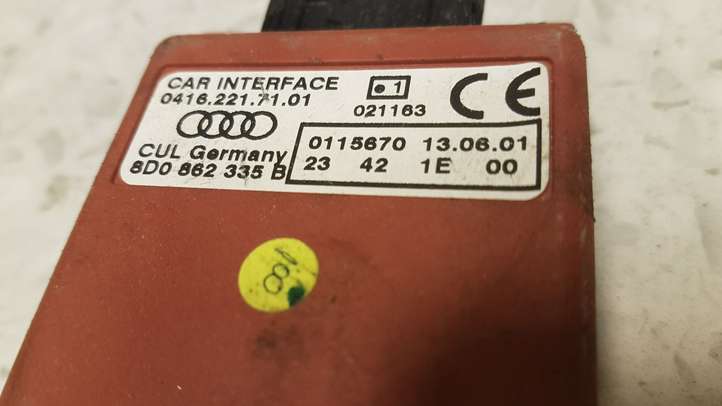 CAR INTERFACE
0416.221.71.01
1
021163
CE
CUL Germany
8D0 862 335 B
0115670 13.06.01
23 42 1E 00